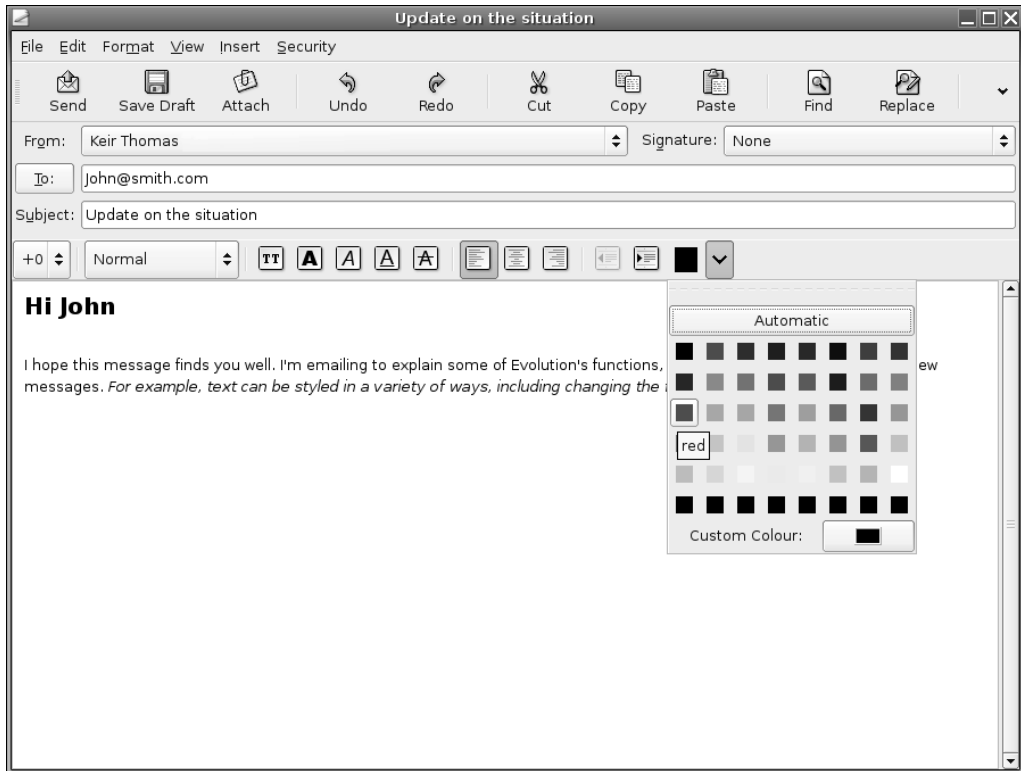 Update on the situation
File Edit Format View Insert Security
Send Save Draft Attach Undo Redo Cut Copy Paste Find Replace
From: Keir Thomas Signature: None
To: John@smith.com
Subject: Update on the situation
+0 Normal TT A A A A
Hi John
Automatic
I hope this message finds you well. I'm emailing to explain some of Evolution's functions, ew
messages. For example, text can be styled in a variety of ways, including changing the
red
Custom Colour: